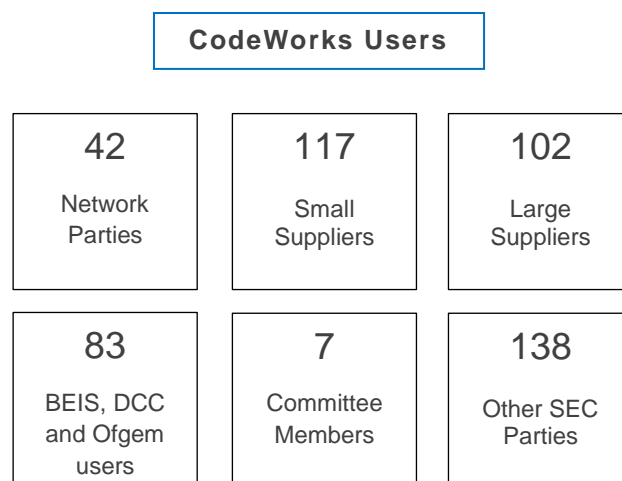 CodeWorks Users
42
Network
Parties
117
Small
Suppliers
102
Large
Suppliers
83
BEIS, DCC
and Ofgem
users
7
Committee
Members
138
Other SEC
Parties